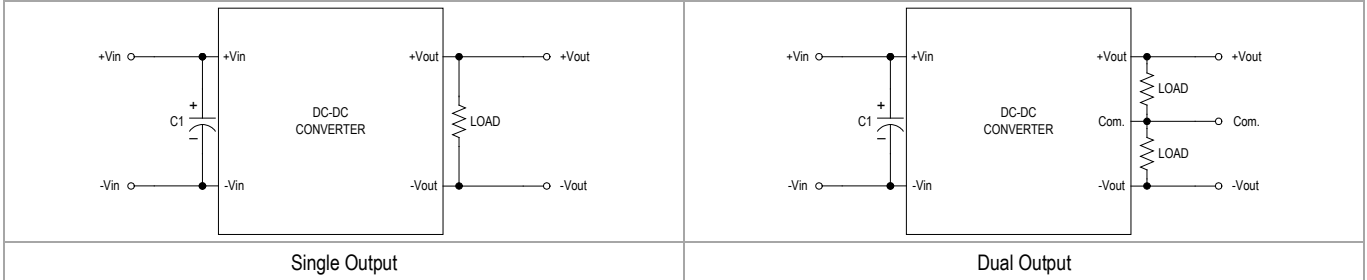 +Vin
+Vin
+Vout
+Vout
+
C1
–
DC-DC
CONVERTER
LOAD
-Vin
-Vin
-Vout
-Vout
Single Output
+Vin
+Vin
+Vout
+Vout
LOAD
+
C1
–
DC-DC
CONVERTER
Com.
Com.
LOAD
-Vin
-Vin
-Vout
-Vout
Dual Output